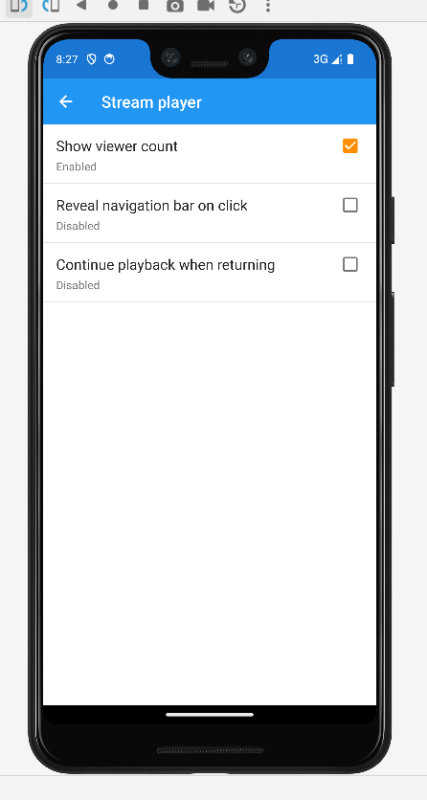 8:27
3G
Stream player
Show viewer count
Enabled
Reveal navigation bar on click
Disabled
Continue playback when returning
Disabled